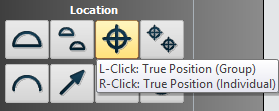 Location
L-Click: True Position (Group)
R-Click: True Position (Individual)